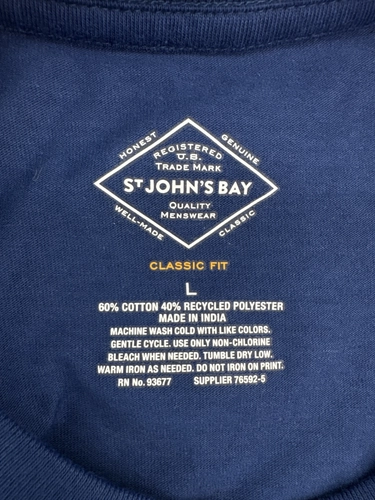 HONEST
GENUINE
REGISTERED
U.S.
TRADE MARK
ST JOHN'S BAY
QUALITY
MENSWEAR
WELL-MADE
CLASSIC
CLASSIC FIT
L
60% COTTON 40% RECYCLED POLYESTER
MADE IN INDIA
MACHINE WASH COLD WITH LIKE COLORS.
GENTLE CYCLE. USE ONLY NON-CHLORINE
BLEACH WHEN NEEDED. TUMBLE DRY LOW.
WARM IRON AS NEEDED. DO NOT IRON ON PRINT.
RN No. 93677 SUPPLIER 76592-5